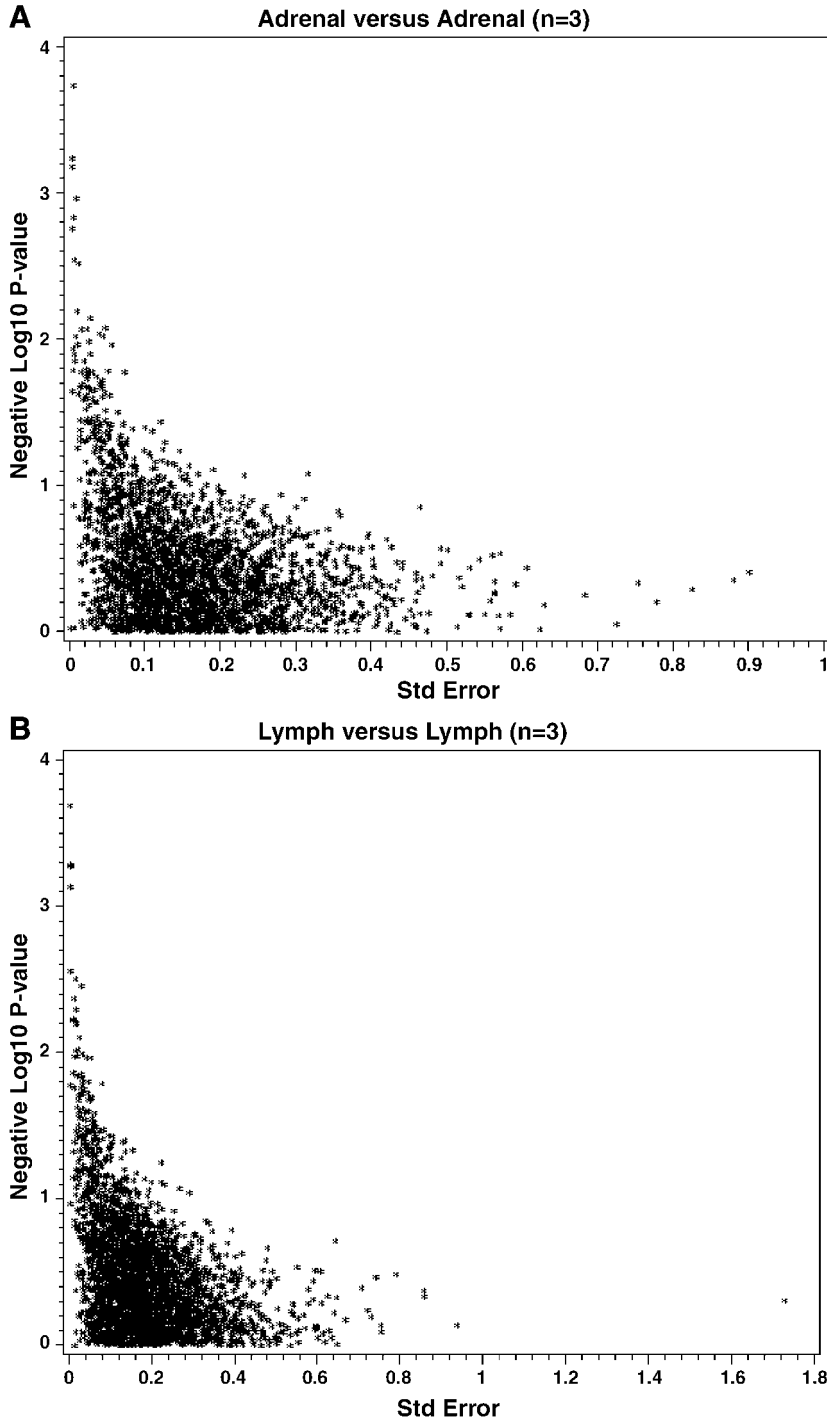 A
Adrenal versus Adrenal (n=3)
4
3
2
1
0
Negative Log10 P-value
0 0.1 0.2 0.3 0.4 0.5 0.6 0.7 0.8 0.9 1
Std Error
B
Lymph versus Lymph (n=3)
4
3
2
1
0
Negative Log10 P-value
0 0.2 0.4 0.6 0.8 1 1.2 1.4 1.6 1.8
Std Error